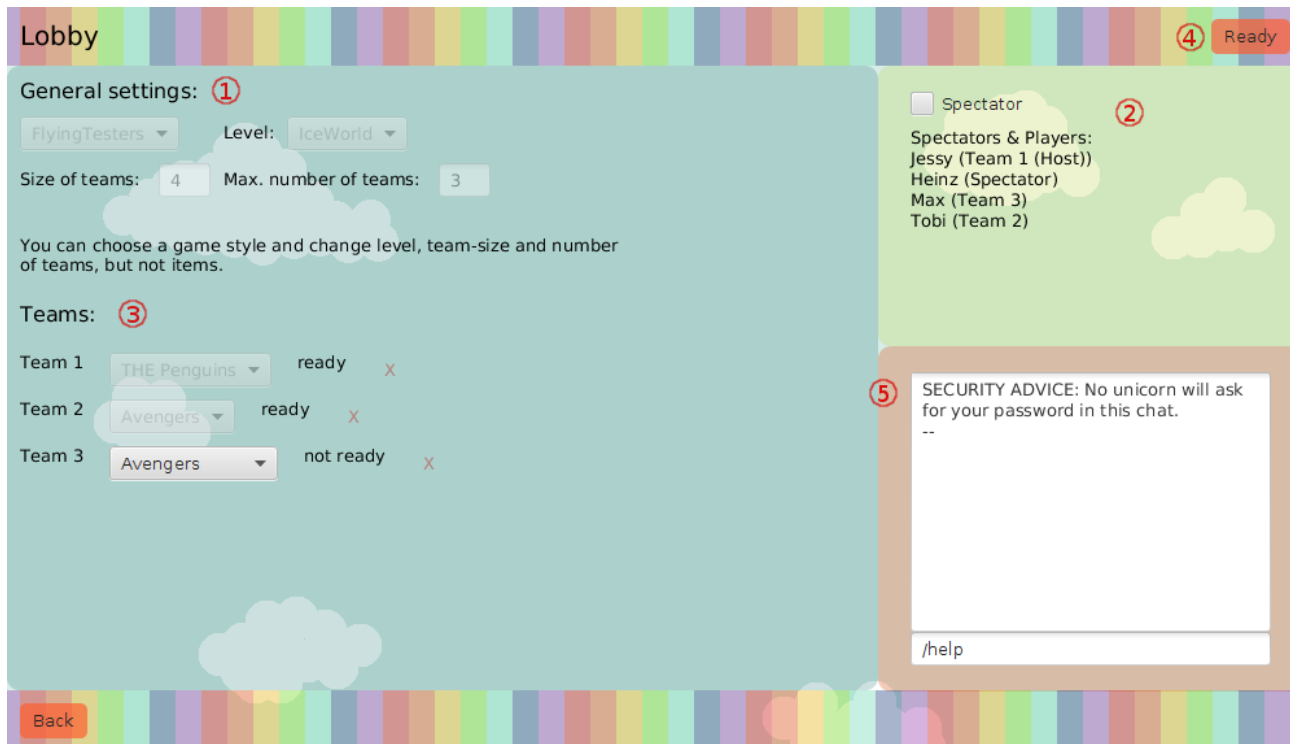 Lobby
④ Ready
General settings: ①
FlyingTesters Level: IceWorld
Size of teams: 4 Max. number of teams: 3
You can choose a game style and change level, team-size and number
of teams, but not items.
Teams: ③
Team 1 THE Penguins ready X
Team 2 Avengers ready X
Team 3 Avengers not ready X
Spectator ②
Spectators & Players:
Jessy (Team 1 (Host))
Heinz (Spectator)
Max (Team 3)
Tobi (Team 2)
⑤
SECURITY ADVICE: No unicorn will ask
for your password in this chat.
--
/help
Back